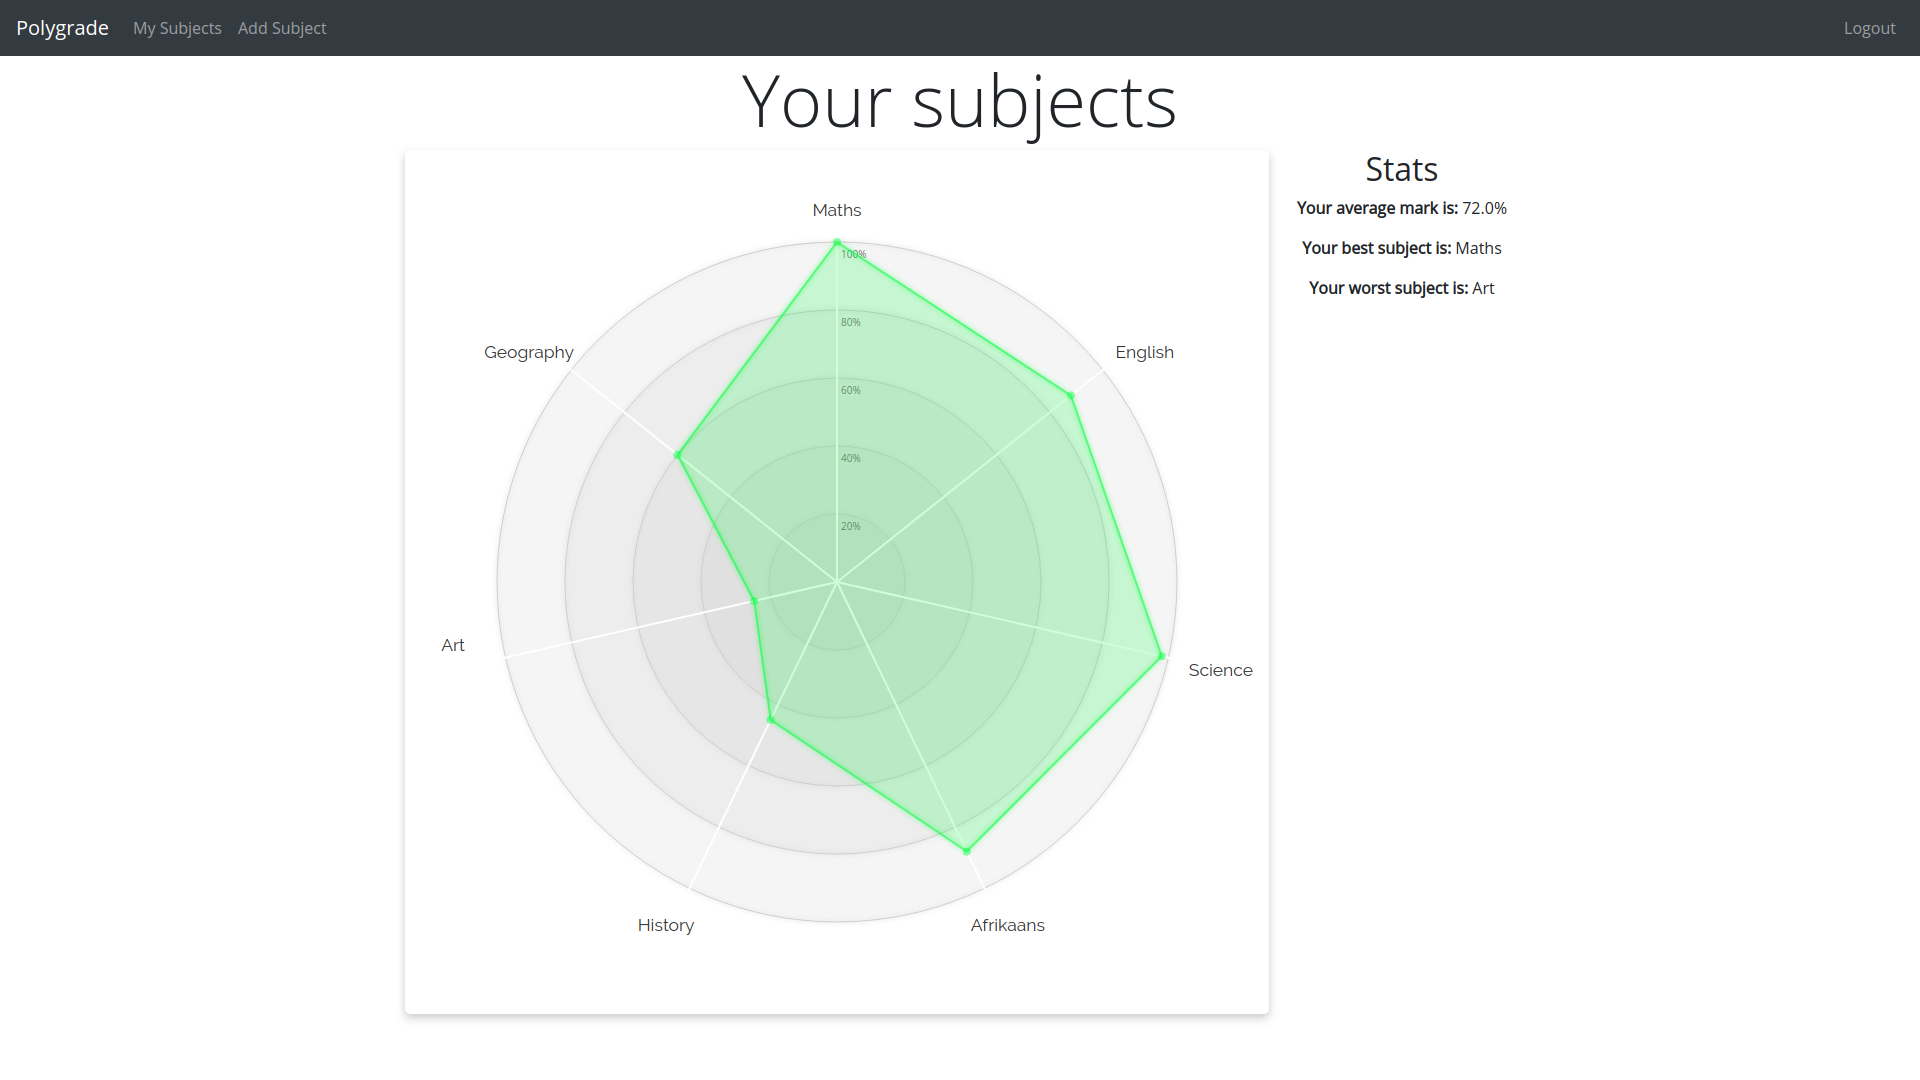 Polygrade My Subjects Add Subject Logout
Your subjects
Stats
Your average mark is: 72.0%
Your best subject is: Maths
Your worst subject is: Art
Maths
100%
80%
Geography
English
60%
40%
20%
Art
Science
History
Afrikaans